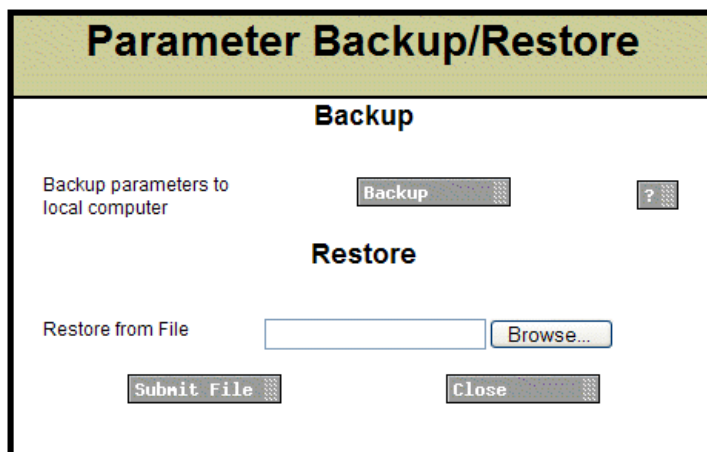 Parameter Backup/Restore
Backup
Backup parameters to
local computer
Backup
?
Restore
Restore from File
Browse...
Submit File
Close